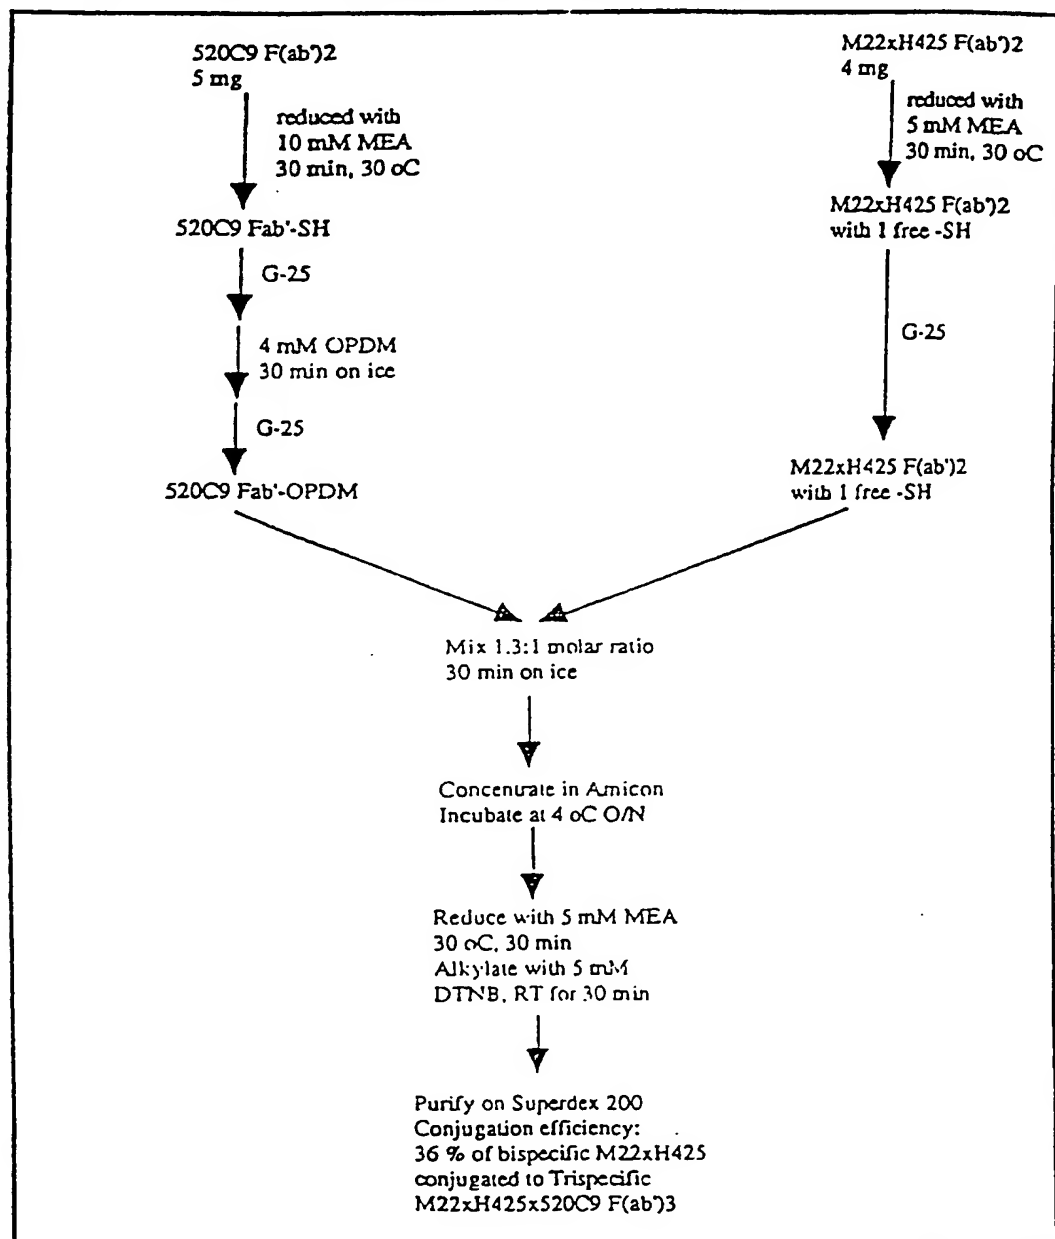 520C9 F(ab')2
5 mg
reduced with
10 mM MEA
30 min, 30 oC
520C9 Fab'-SH
G-25
4 mM OPDM
30 min on ice
G-25
520C9 Fab'-OPDM
M22xH425 F(ab')2
4 mg
reduced with
5 mM MEA
30 min, 30 oC
M22xH425 F(ab')2
with 1 free -SH
G-25
M22xH425 F(ab')2
with 1 free -SH
Mix 1.3:1 molar ratio
30 min on ice
Concentrate in Amicon
Incubate at 4 oC O/N
Reduce with 5 mM MEA
30 oC, 30 min
Alkylate with 5 mM
DTNB, RT for 30 min
Purify on Superdex 200
Conjugation efficiency:
36 % of bispecific M22xH425
conjugated to Trispecific
M22xH425x520C9 F(ab')3